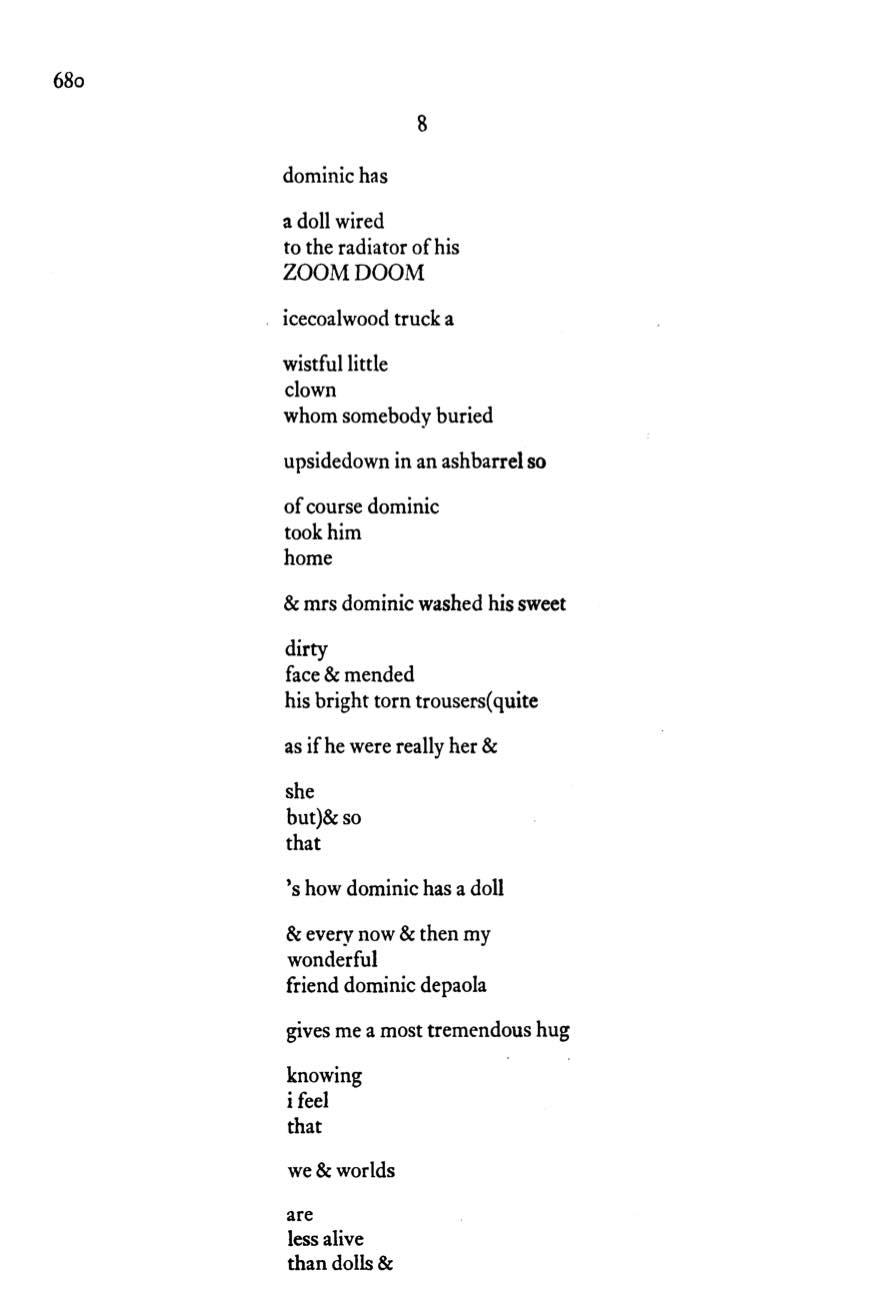 680
8
dominic has
a doll wired
to the radiator of his
ZOOM DOOM
icecoalwood truck a
wistful little
clown
whom somebody buried
upsidedown in an ashbarrel so
of course dominic
took him
home
& mrs dominic washed his sweet
dirty
face & mended
his bright torn trousers(quite
as if he were really her &
she
but)& so
that
's how dominic has a doll
& every now & then my
wonderful
friend dominic depaola
gives me a most tremendous hug
knowing
i feel
that
we & worlds
are
less alive
than dolls &